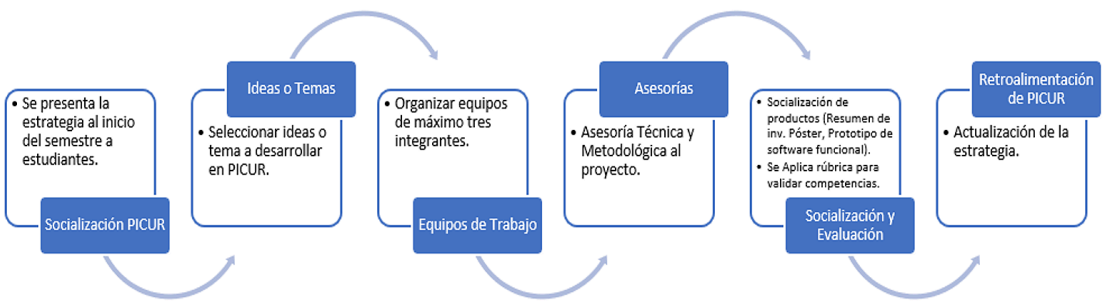 • Se presenta la
estrategia al inicio
del semestre a
estudiantes.
Socialización PICUR
Ideas o Temas
• Seleccionar ideas o
tema a desarrollar
en PICUR.
• Organizar equipos
de máximo tres
integrantes.
Equipos de Trabajo
Asesorías
• Asesoría Técnica y
Metodológica al
proyecto.
• Socialización de
productos (Resumen de
inv. Póster, Prototipo de
software funcional).
• Se Aplica rúbrica para
validar competencias.
Socialización y
Evaluación
Retroalimentación
de PICUR
• Actualización de la
estrategia.